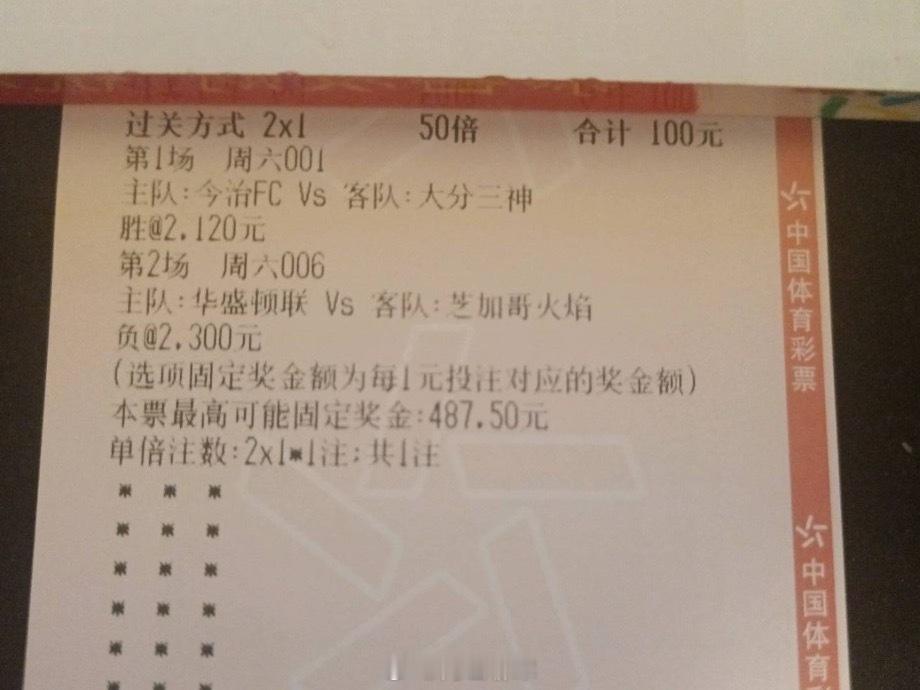 过关方式 2x1 50倍 合计 100元
第1场 周六001
主队:今治FC Vs 客队:大分三神
胜@2.120元
第2场 周六006
主队:华盛顿联 Vs 客队:芝加哥火焰
负@2.300元
(选项固定奖金额为每1元投注对应的奖金额)
本票最高可能固定奖金:487.50元
单倍注数:2x1*1注;共1注
中国体育彩票
中国体育